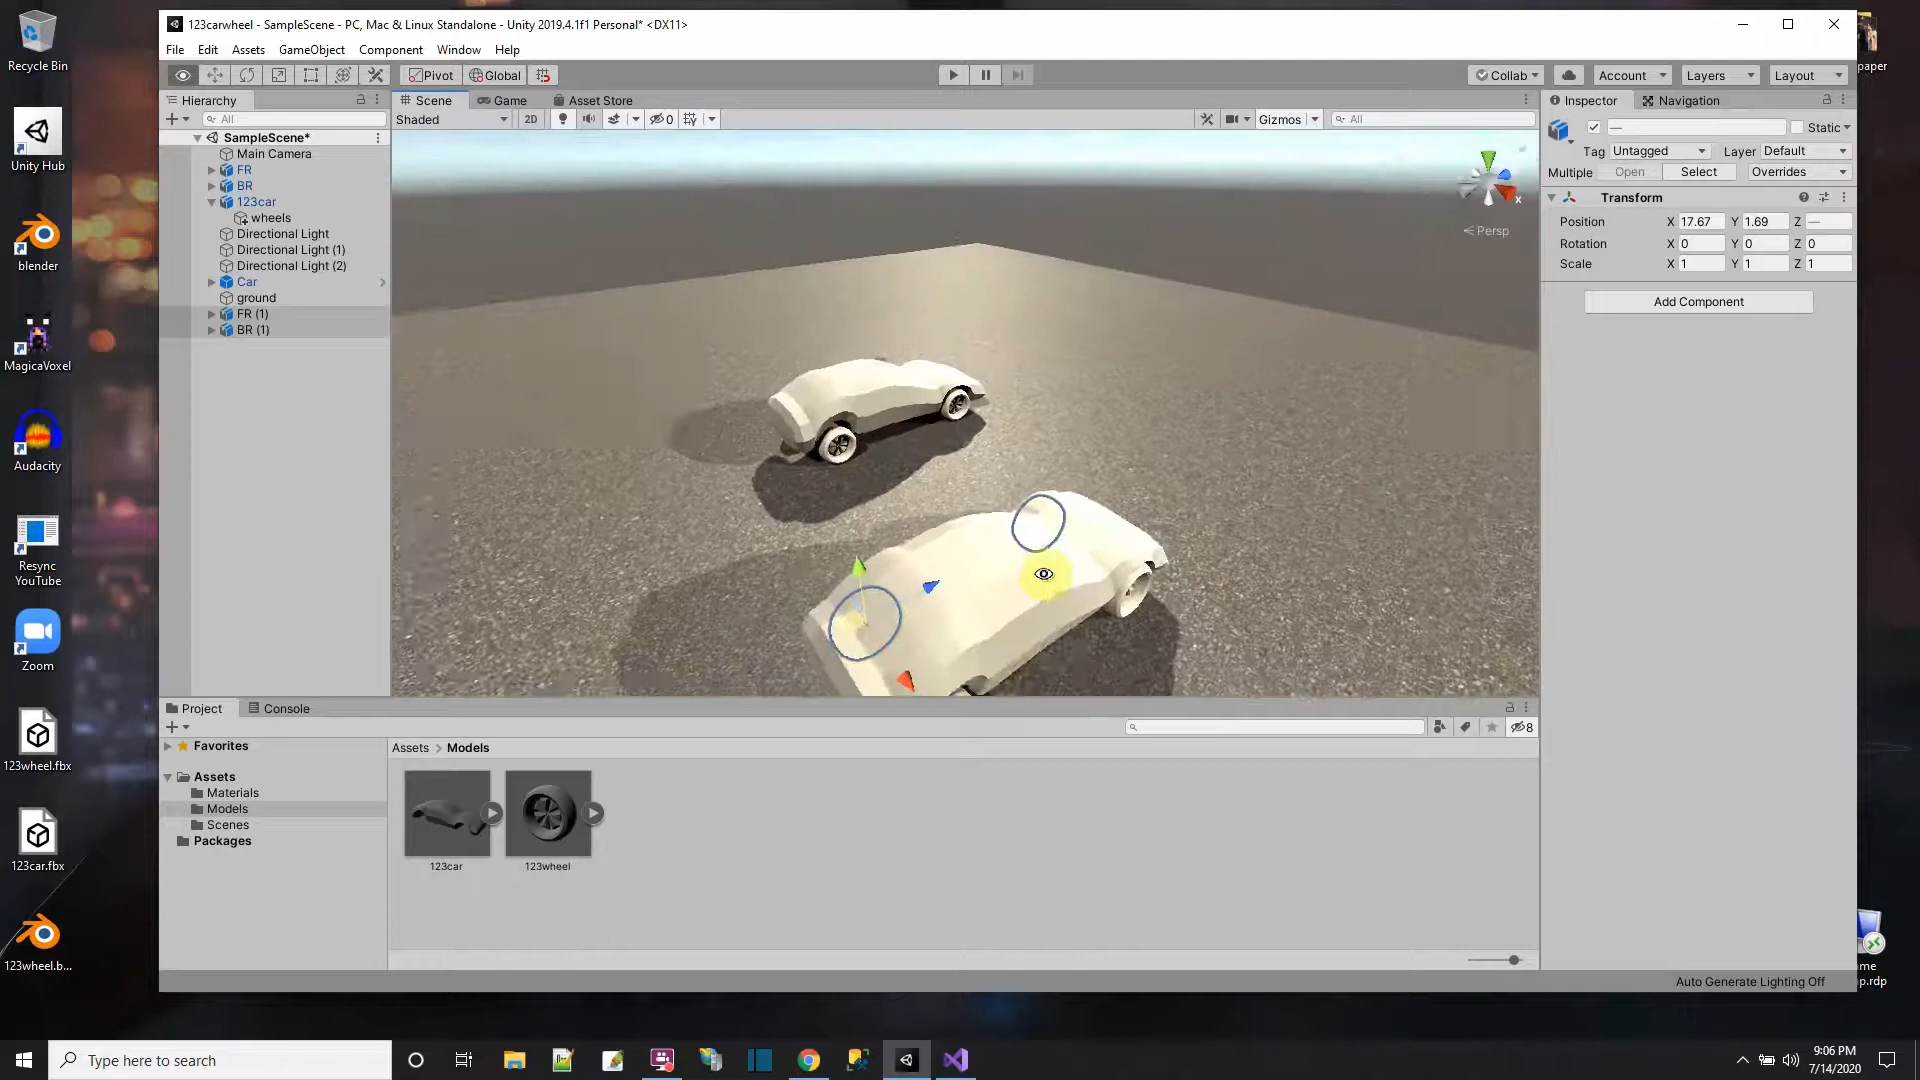 Recycle Bin
Unity Hub
blender
MagicaVoxel
Audacity
Resync
YouTube
Zoom
123wheel.fbx
123car.fbx
123wheel.b...
paper
p.rdp
123carwheel - SampleScene - PC, Mac & Linux Standalone - Unity 2019.4.1f1 Personal* <DX11>
File Edit Assets GameObject Component Window Help
Pivot Global Collab Account Layers Layout
Hierarchy
All
SampleScene*
Main Camera
FR
BR
123car
wheels
Directional Light
Directional Light (1)
Directional Light (2)
Car
ground
FR (1)
BR (1)
Scene Game Asset Store
Shaded 2D 0 Gizmos All
x
Persp
Inspector Navigation
— Static
Tag Untagged Layer Default
Multiple Open Select Overrides
Transform
Position X 17.67 Y 1.69 Z —
Rotation X 0 Y 0 Z 0
Scale X 1 Y 1 Z 1
Add Component
Project Console
8
Favorites
Assets
Materials
Models
Scenes
Packages
Assets > Models
123car
123wheel
Auto Generate Lighting Off
Type here to search
9:06 PM
7/14/2020